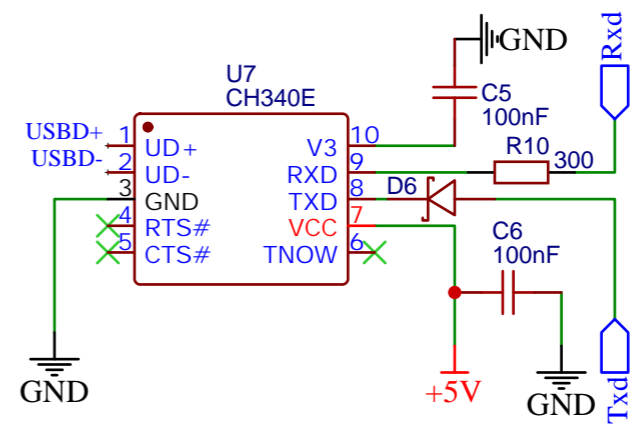 Rxd
GND
U7
CH340E
C5
100nF
USBD+
USBD-
1
2
3
4
5
UD+
UD-
GND
RTS#
CTS#
V3
RXD
TXD
VCC
TNOW
10
9
8
7
6
R10
300
D6
C6
100nF
GND
+5V
GND
Txd